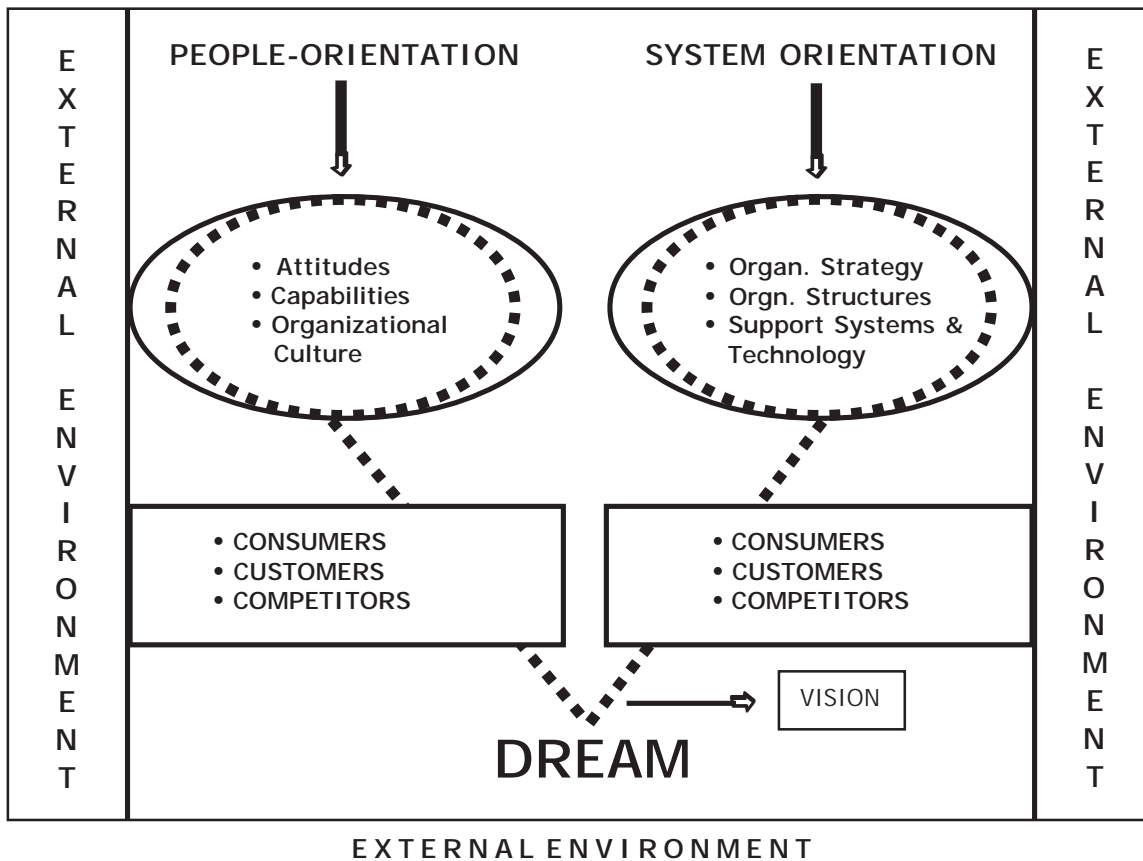 EXTERNAL ENVIRONMENT
PEOPLE-ORIENTATION
• Attitudes
• Capabilities
• Organizational
Culture
• CONSUMERS
• CUSTOMERS
• COMPETITORS
SYSTEM ORIENTATION
• Organ. Strategy
• Orgn. Structures
• Support Systems &
Technology
• CONSUMERS
• CUSTOMERS
• COMPETITORS
EXTERNAL ENVIRONMENT
VISION
DREAM
EXTERNAL ENVIRONMENT